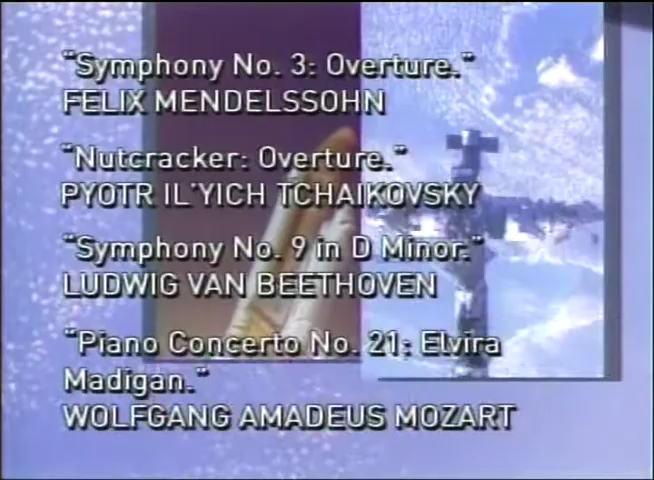 "Symphony No. 3: Overture."
FELIX MENDELSSOHN
"Nutcracker: Overture."
PYOTR IL'YICH TCHAIKOVSKY
"Symphony No. 9 in D Minor."
LUDWIG VAN BEETHOVEN
"Piano Concerto No. 21: Elvira
Madigan."
WOLFGANG AMADEUS MOZART